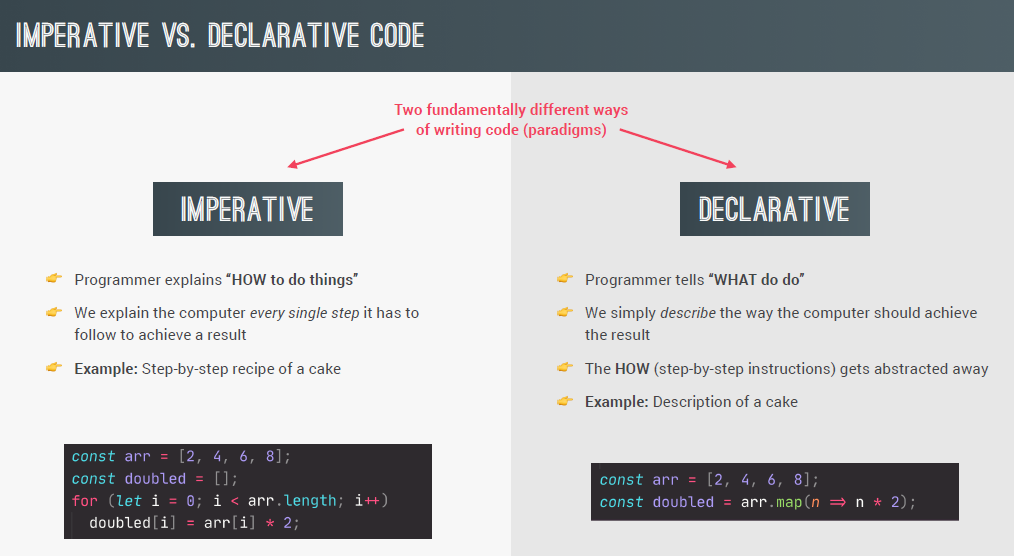 IMPERATIVE VS. DECLARATIVE CODE
Two fundamentally different ways
of writing code (paradigms)
IMPERATIVE
👉 Programmer explains “HOW to do things”
👉 We explain the computer every single step it has to
follow to achieve a result
👉 Example: Step-by-step recipe of a cake
const arr = [2, 4, 6, 8];
const doubled = [];
for (let i = 0; i < arr.length; i++)
  doubled[i] = arr[i] * 2;
DECLARATIVE
👉 Programmer tells “WHAT do do”
👉 We simply describe the way the computer should achieve
the result
👉 The HOW (step-by-step instructions) gets abstracted away
👉 Example: Description of a cake
const arr = [2, 4, 6, 8];
const doubled = arr.map(n => n * 2);